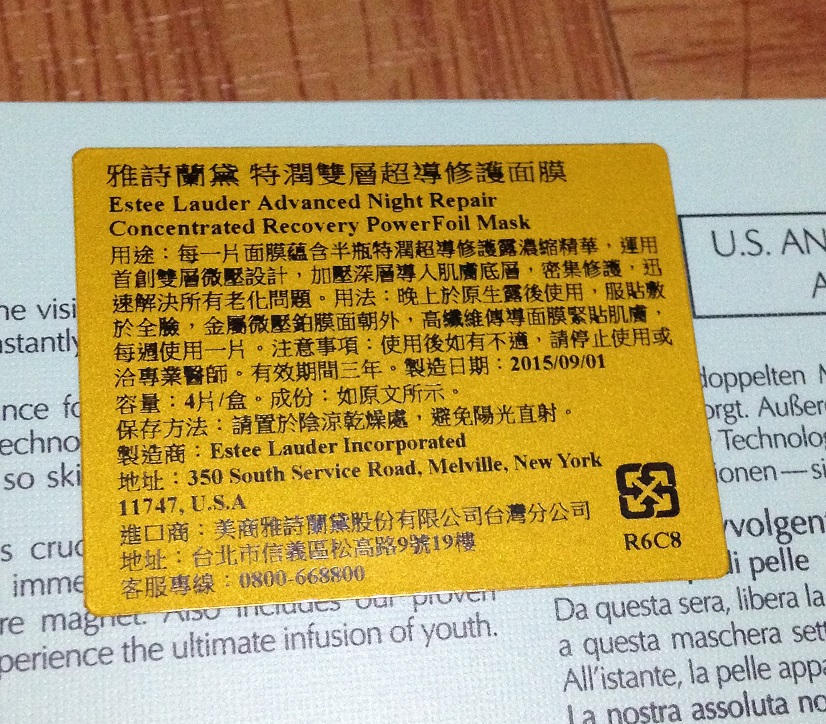 雅詩蘭黛 特潤雙層超導修護面膜
Estee Lauder Advanced Night Repair
Concentrated Recovery PowerFoil Mask
用途：每一片面膜蘊含半瓶特潤超導修護露濃縮精華，運用
首創雙層微壓設計，加壓深層導入肌膚底層，密集修護，迅
速解決所有老化問題。用法：晚上於原生露後使用，服貼敷
於全臉，金屬微壓鉑膜面朝外，高纖維傳導面膜緊貼肌膚，
每週使用一片。注意事項：使用後如有不適，請停止使用或
洽專業醫師。有效期間三年。製造日期：2015/09/01
容量：4片/盒。成份：如原文所示。
保存方法：請置於陰涼乾燥處，避免陽光直射。
製造商：Estee Lauder Incorporated
地址：350 South Service Road, Melville, New York
11747, U.S.A
進口商：美商雅詩蘭黛股份有限公司台灣分公司
地址：台北市信義區松高路9號19樓
客服專線：0800-668800
R6C8
U.S. AN
A
he visi
nstantly
nce fo
echno
so ski
s cruc
imme
re magnet. Also includes our proven
perience the ultimate infusion of youth.
doppelten M
orgt. Außer
Technolog
ionen—si
volgen
di pelle
Da questa sera, libera la
a questa maschera sett
All'istante, la pelle appa
La nostra assoluta no